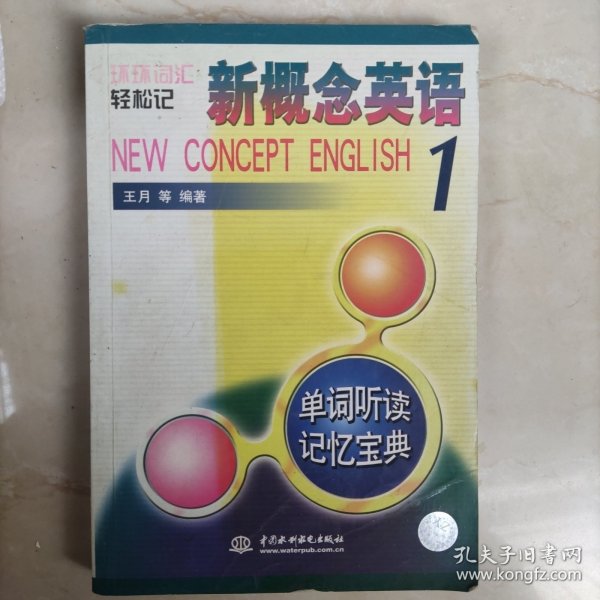 环环词汇
轻松记
新概念英语
NEW CONCEPT ENGLISH 1
王月 等 编著
单词听读
记忆宝典
中国水利水电出版社
www.waterpub.com.cn
孔夫子旧书网
www.kongfz.com